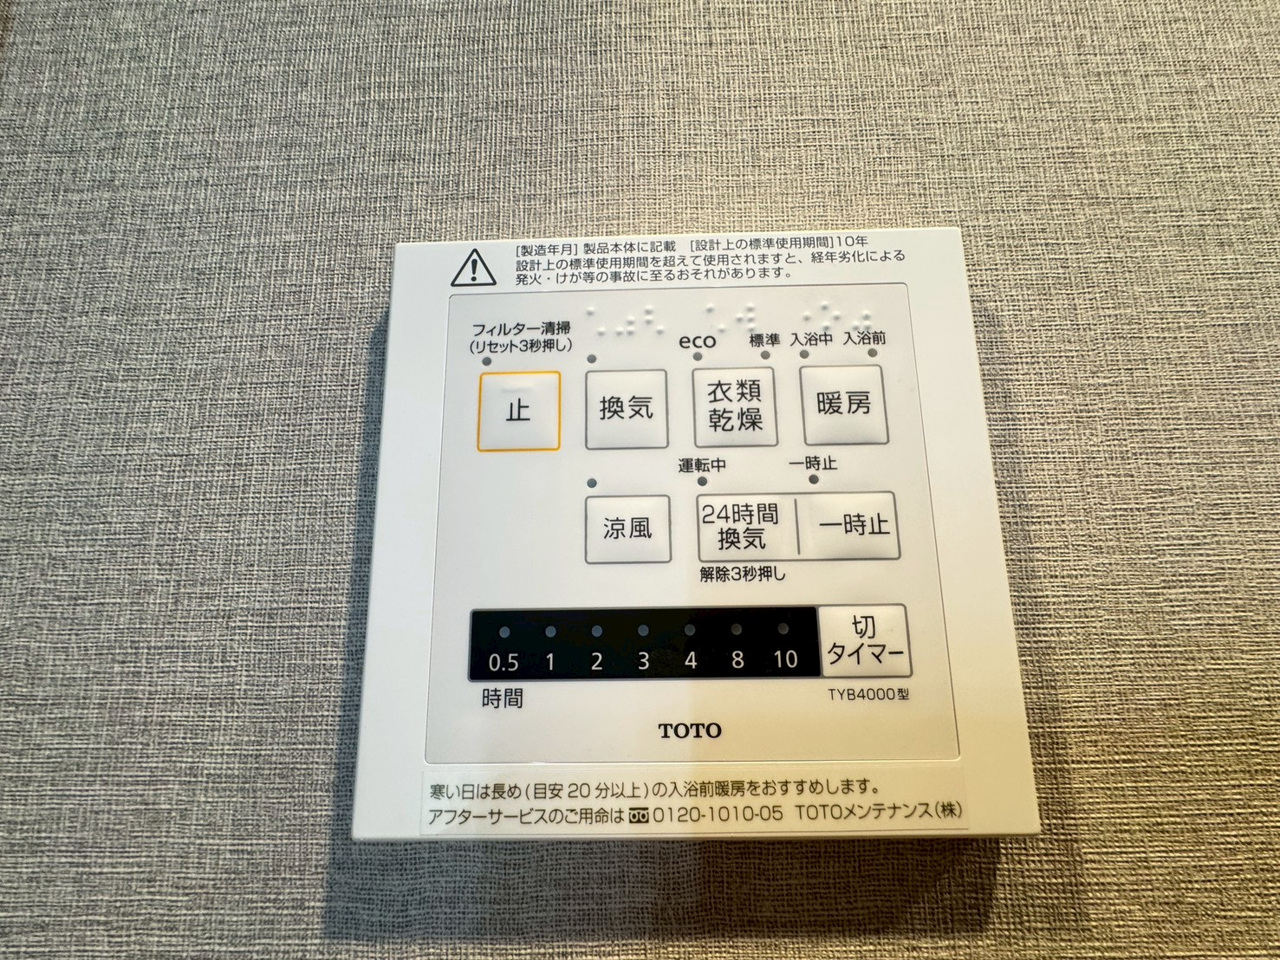 [製造年月] 製品本体に記載 [設計上の標準使用期間]10年
設計上の標準使用期間を超えて使用されますと、経年劣化による
発火・けが等の事故に至るおそれがあります。
フィルター清掃
(リセット3秒押し)
eco 標準 入浴中 入浴前
止 換気 衣類乾燥 暖房
運転中 一時止
涼風 24時間換気 一時止
解除3秒押し
0.5 1 2 3 4 8 10 切タイマー
時間
TYB4000型
TOTO
寒い日は長め(目安20分以上)の入浴前暖房をおすすめします。
アフターサービスのご用命は 0120-1010-05 TOTOメンテナンス(株)